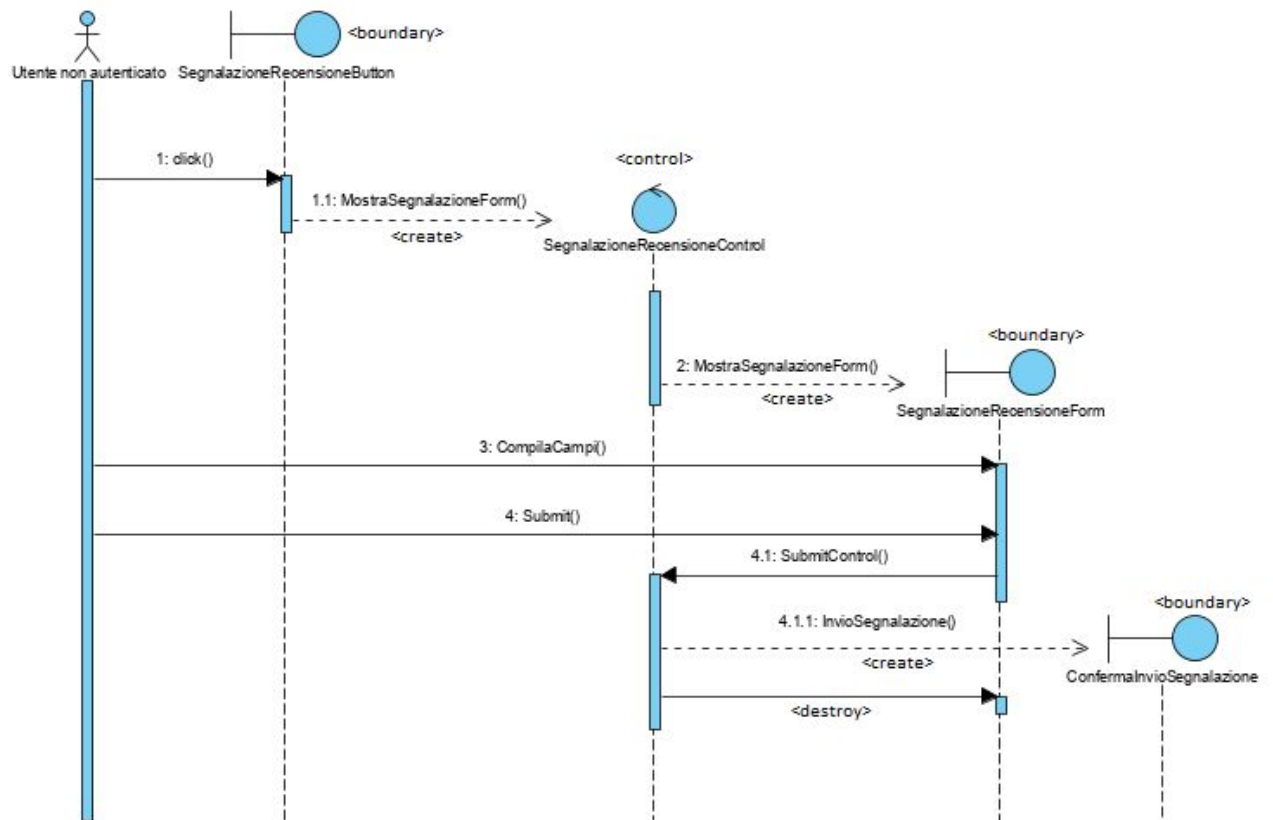 <boundary>
Utente non autenticato
SegnalazioneRecensioneButton
1: click()
<control>
1.1: MostraSegnalazioneForm()
<create>
SegnalazioneRecensioneControl
<boundary>
2: MostraSegnalazioneForm()
<create>
SegnalazioneRecensioneForm
3: CompilaCampi()
4: Submit()
4.1: SubmitControl()
<boundary>
4.1.1: InvioSegnalazione()
<create>
ConfermaInvioSegnalazione
<destroy>